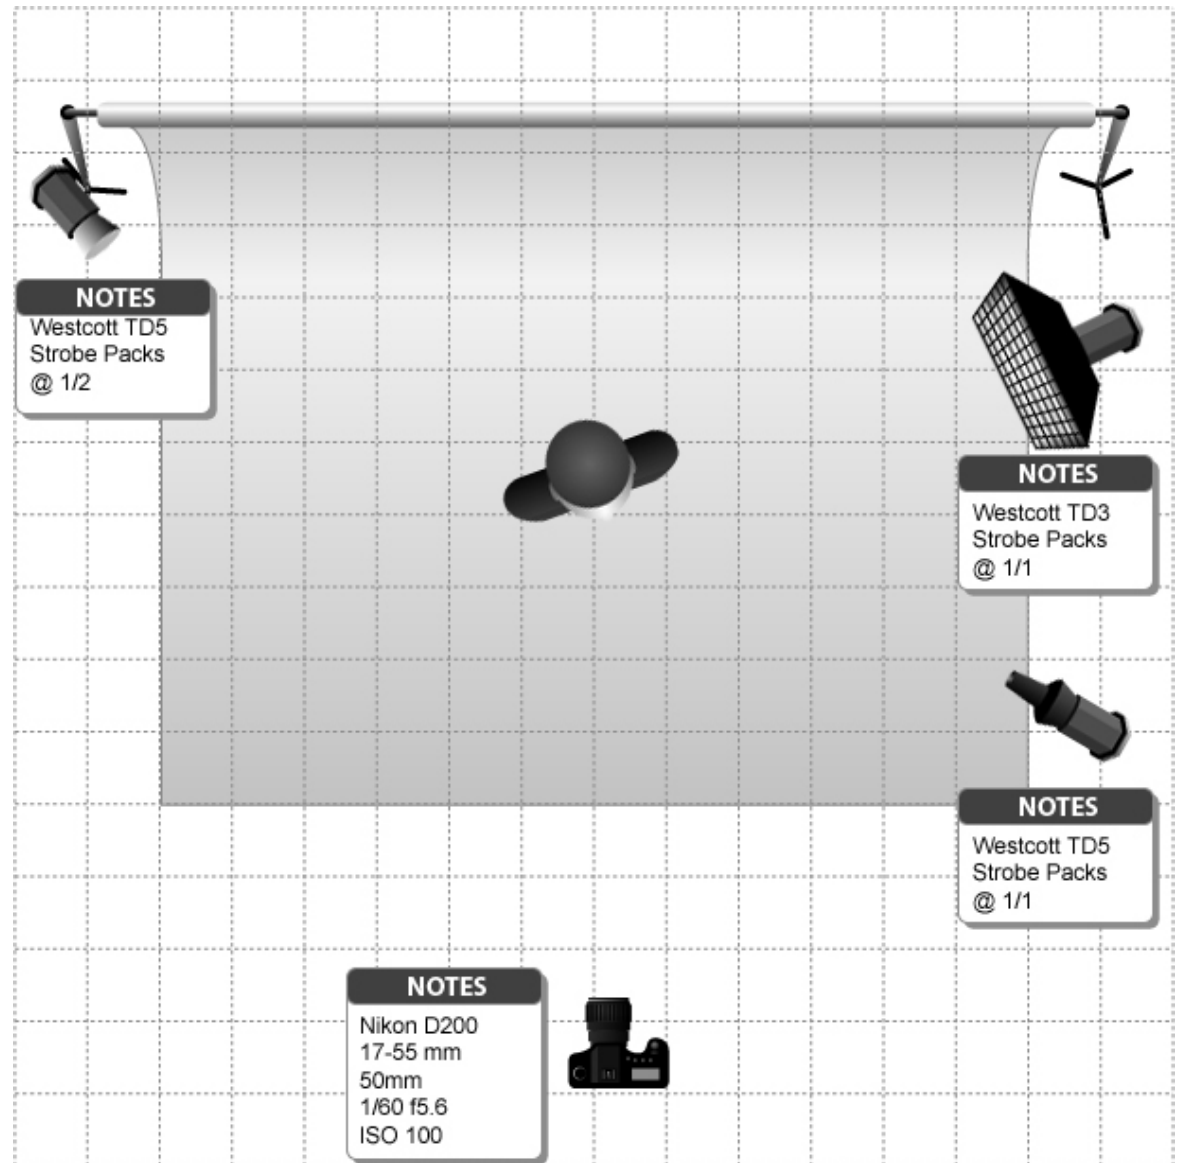 NOTES
Westcott TD5
Strobe Packs
@ 1/2
NOTES
Westcott TD3
Strobe Packs
@ 1/1
NOTES
Westcott TD5
Strobe Packs
@ 1/1
NOTES
Nikon D200
17-55 mm
50mm
1/60 f5.6
ISO 100